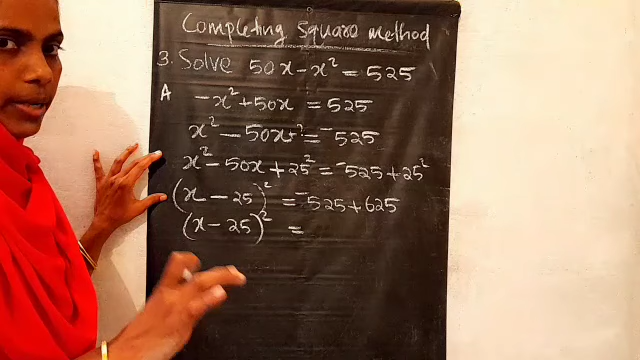 Completing Square method
3. Solve 50x - x² = 525
A
-x² + 50x = 525
x² - 50x + ? = -525
x² - 50x + 25² = -525 + 25²
(x - 25)² = -525 + 625
(x - 25)² =